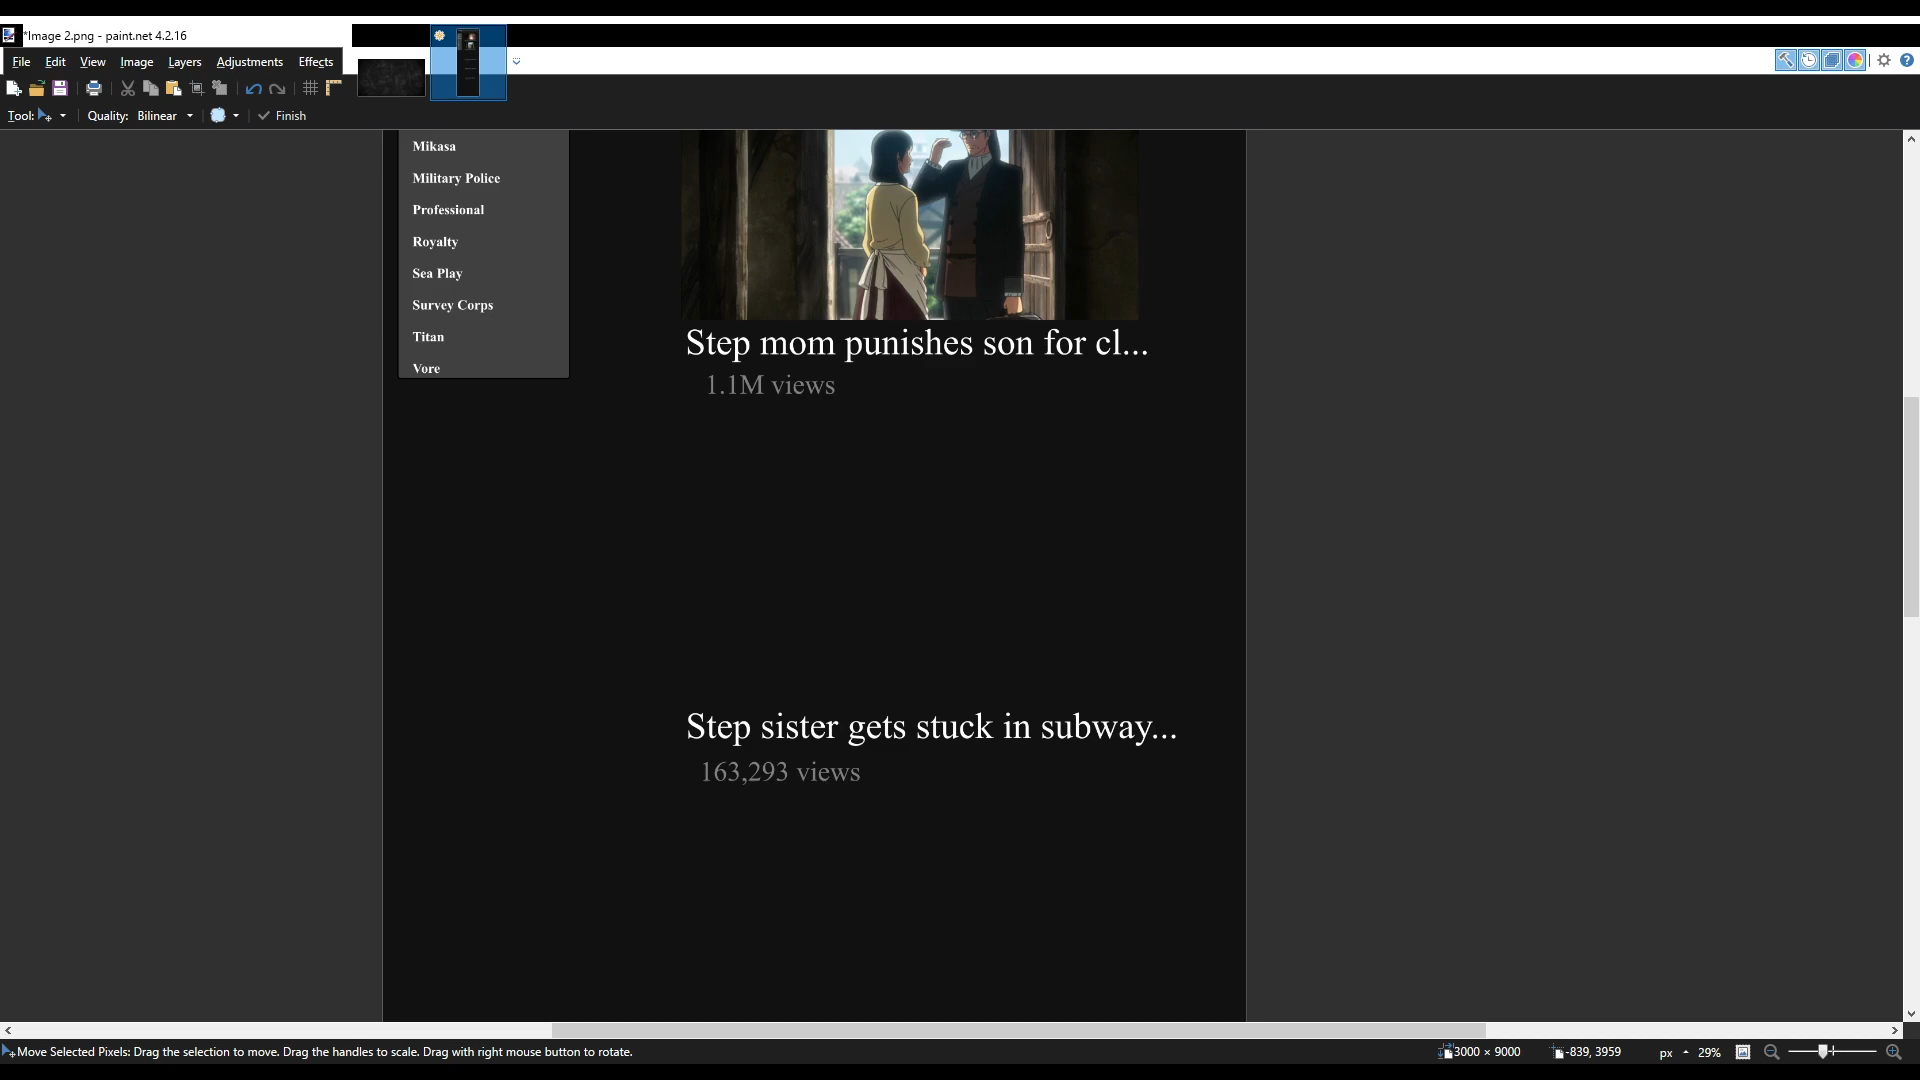 *Image 2.png - paint.net 4.2.16
File Edit View Image Layers Adjustments Effects
Tool: Quality: Bilinear Finish
Mikasa
Military Police
Professional
Royalty
Sea Play
Survey Corps
Titan
Vore
Step mom punishes son for cl...
1.1M views
Step sister gets stuck in subway...
163,293 views
Move Selected Pixels: Drag the selection to move. Drag the handles to scale. Drag with right mouse button to rotate.
3000 × 9000 -839, 3959 px 29%